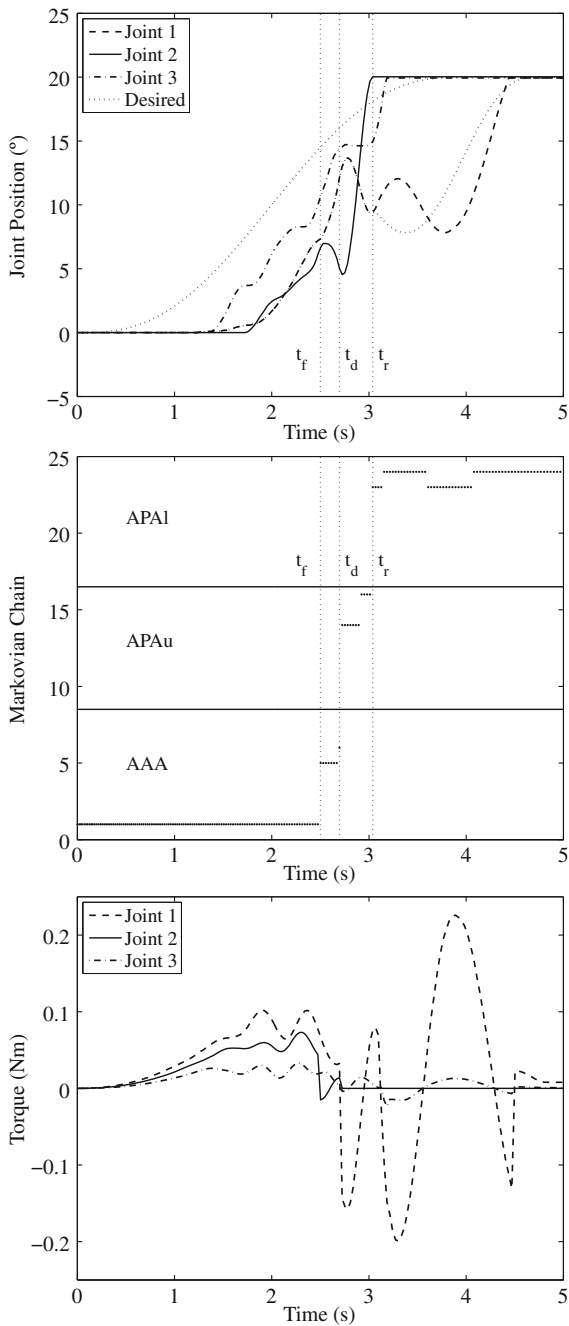 25
20
15
10
5
0
−5
Joint Position (°)
Joint 1
Joint 2
Joint 3
Desired
t_f
t_d
t_r
0 1 2 3 4 5
Time (s)
25
20
15
10
5
0
Markovian Chain
APAl
t_f
t_d
t_r
APAu
AAA
0 1 2 3 4 5
Time (s)
0.2
0.1
0
−0.1
−0.2
Torque (Nm)
Joint 1
Joint 2
Joint 3
0 1 2 3 4 5
Time (s)